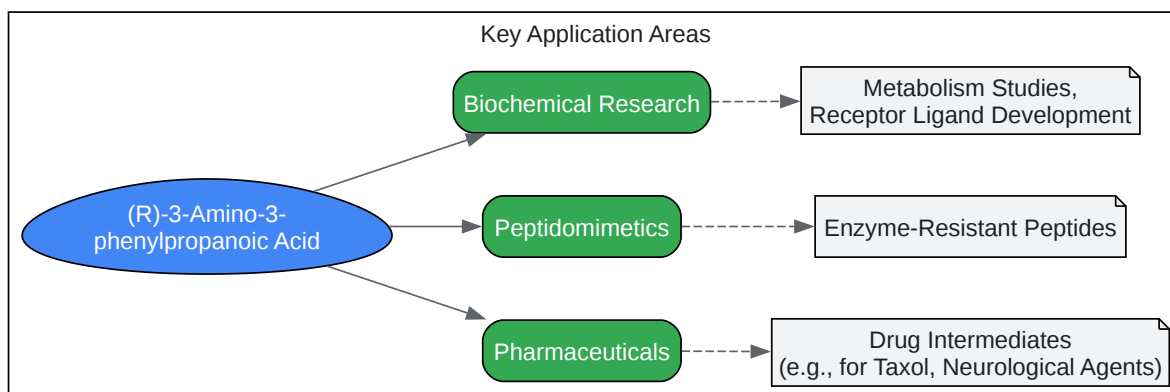 Key Application Areas
Biochemical Research
Metabolism Studies,
Receptor Ligand Development
(R)-3-Amino-3-
phenylpropanoic Acid
Peptidomimetics
Enzyme-Resistant Peptides
Pharmaceuticals
Drug Intermediates
(e.g., for Taxol, Neurological Agents)